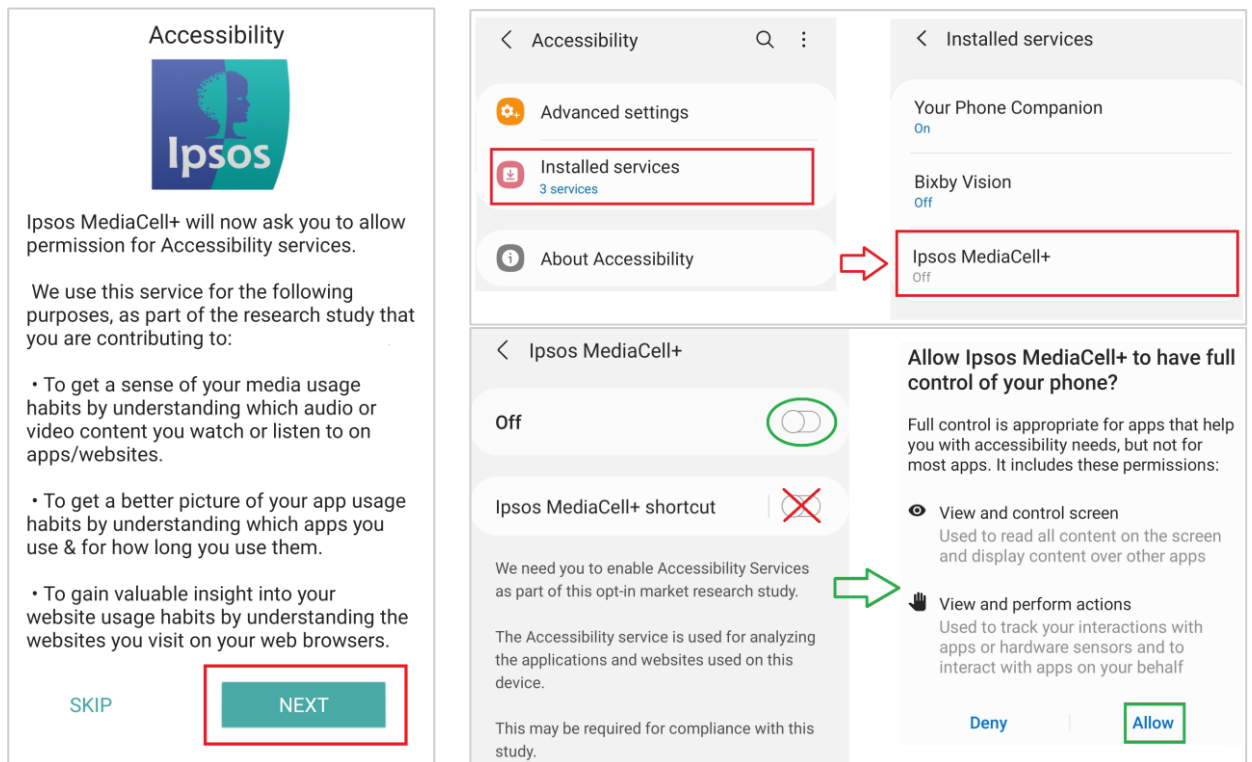 Accessibility
Ipsos
Ipsos MediaCell+ will now ask you to allow
permission for Accessibility services.
We use this service for the following
purposes, as part of the research study that
you are contributing to:
• To get a sense of your media usage
habits by understanding which audio or
video content you watch or listen to on
apps/websites.
• To get a better picture of your app usage
habits by understanding which apps you
use & for how long you use them.
• To gain valuable insight into your
website usage habits by understanding the
websites you visit on your web browsers.
SKIP
NEXT
Accessibility
Advanced settings
Installed services
3 services
About Accessibility
Installed services
Your Phone Companion
On
Bixby Vision
Off
Ipsos MediaCell+
Off
Ipsos MediaCell+
Off
Ipsos MediaCell+ shortcut
We need you to enable Accessibility Services
as part of this opt-in market research study.
The Accessibility service is used for analyzing
the applications and websites used on this
device.
This may be required for compliance with this
study.
Allow Ipsos MediaCell+ to have full
control of your phone?
Full control is appropriate for apps that help
you with accessibility needs, but not for
most apps. It includes these permissions:
View and control screen
Used to read all content on the screen
and display content over other apps
View and perform actions
Used to track your interactions with
apps or hardware sensors and to
interact with apps on your behalf
Deny
Allow